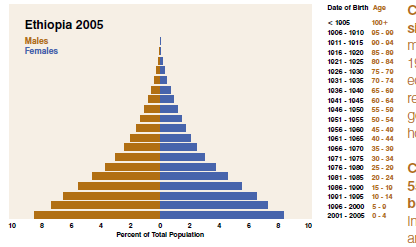 Ethiopia 2005
Males
Females
10 8 6 4 2 0 2 4 6 8 10
Percent of Total Population
Date of Birth Age
< 1905 100+
1906 - 1910 95 - 99
1911 - 1915 90 - 94
1916 - 1920 85 - 89
1921 - 1925 80 - 84
1926 - 1930 75 - 79
1931 - 1935 70 - 74
1936 - 1940 65 - 69
1941 - 1945 60 - 64
1946 - 1950 55 - 59
1951 - 1955 50 - 54
1956 - 1960 45 - 49
1961 - 1965 40 - 44
1966 - 1970 35 - 39
1971 - 1975 30 - 34
1976 - 1980 25 - 29
1981 - 1985 20 - 24
1986 - 1990 15 - 19
1991 - 1995 10 - 14
1996 - 2000 5 - 9
2001 - 2005 0 - 4